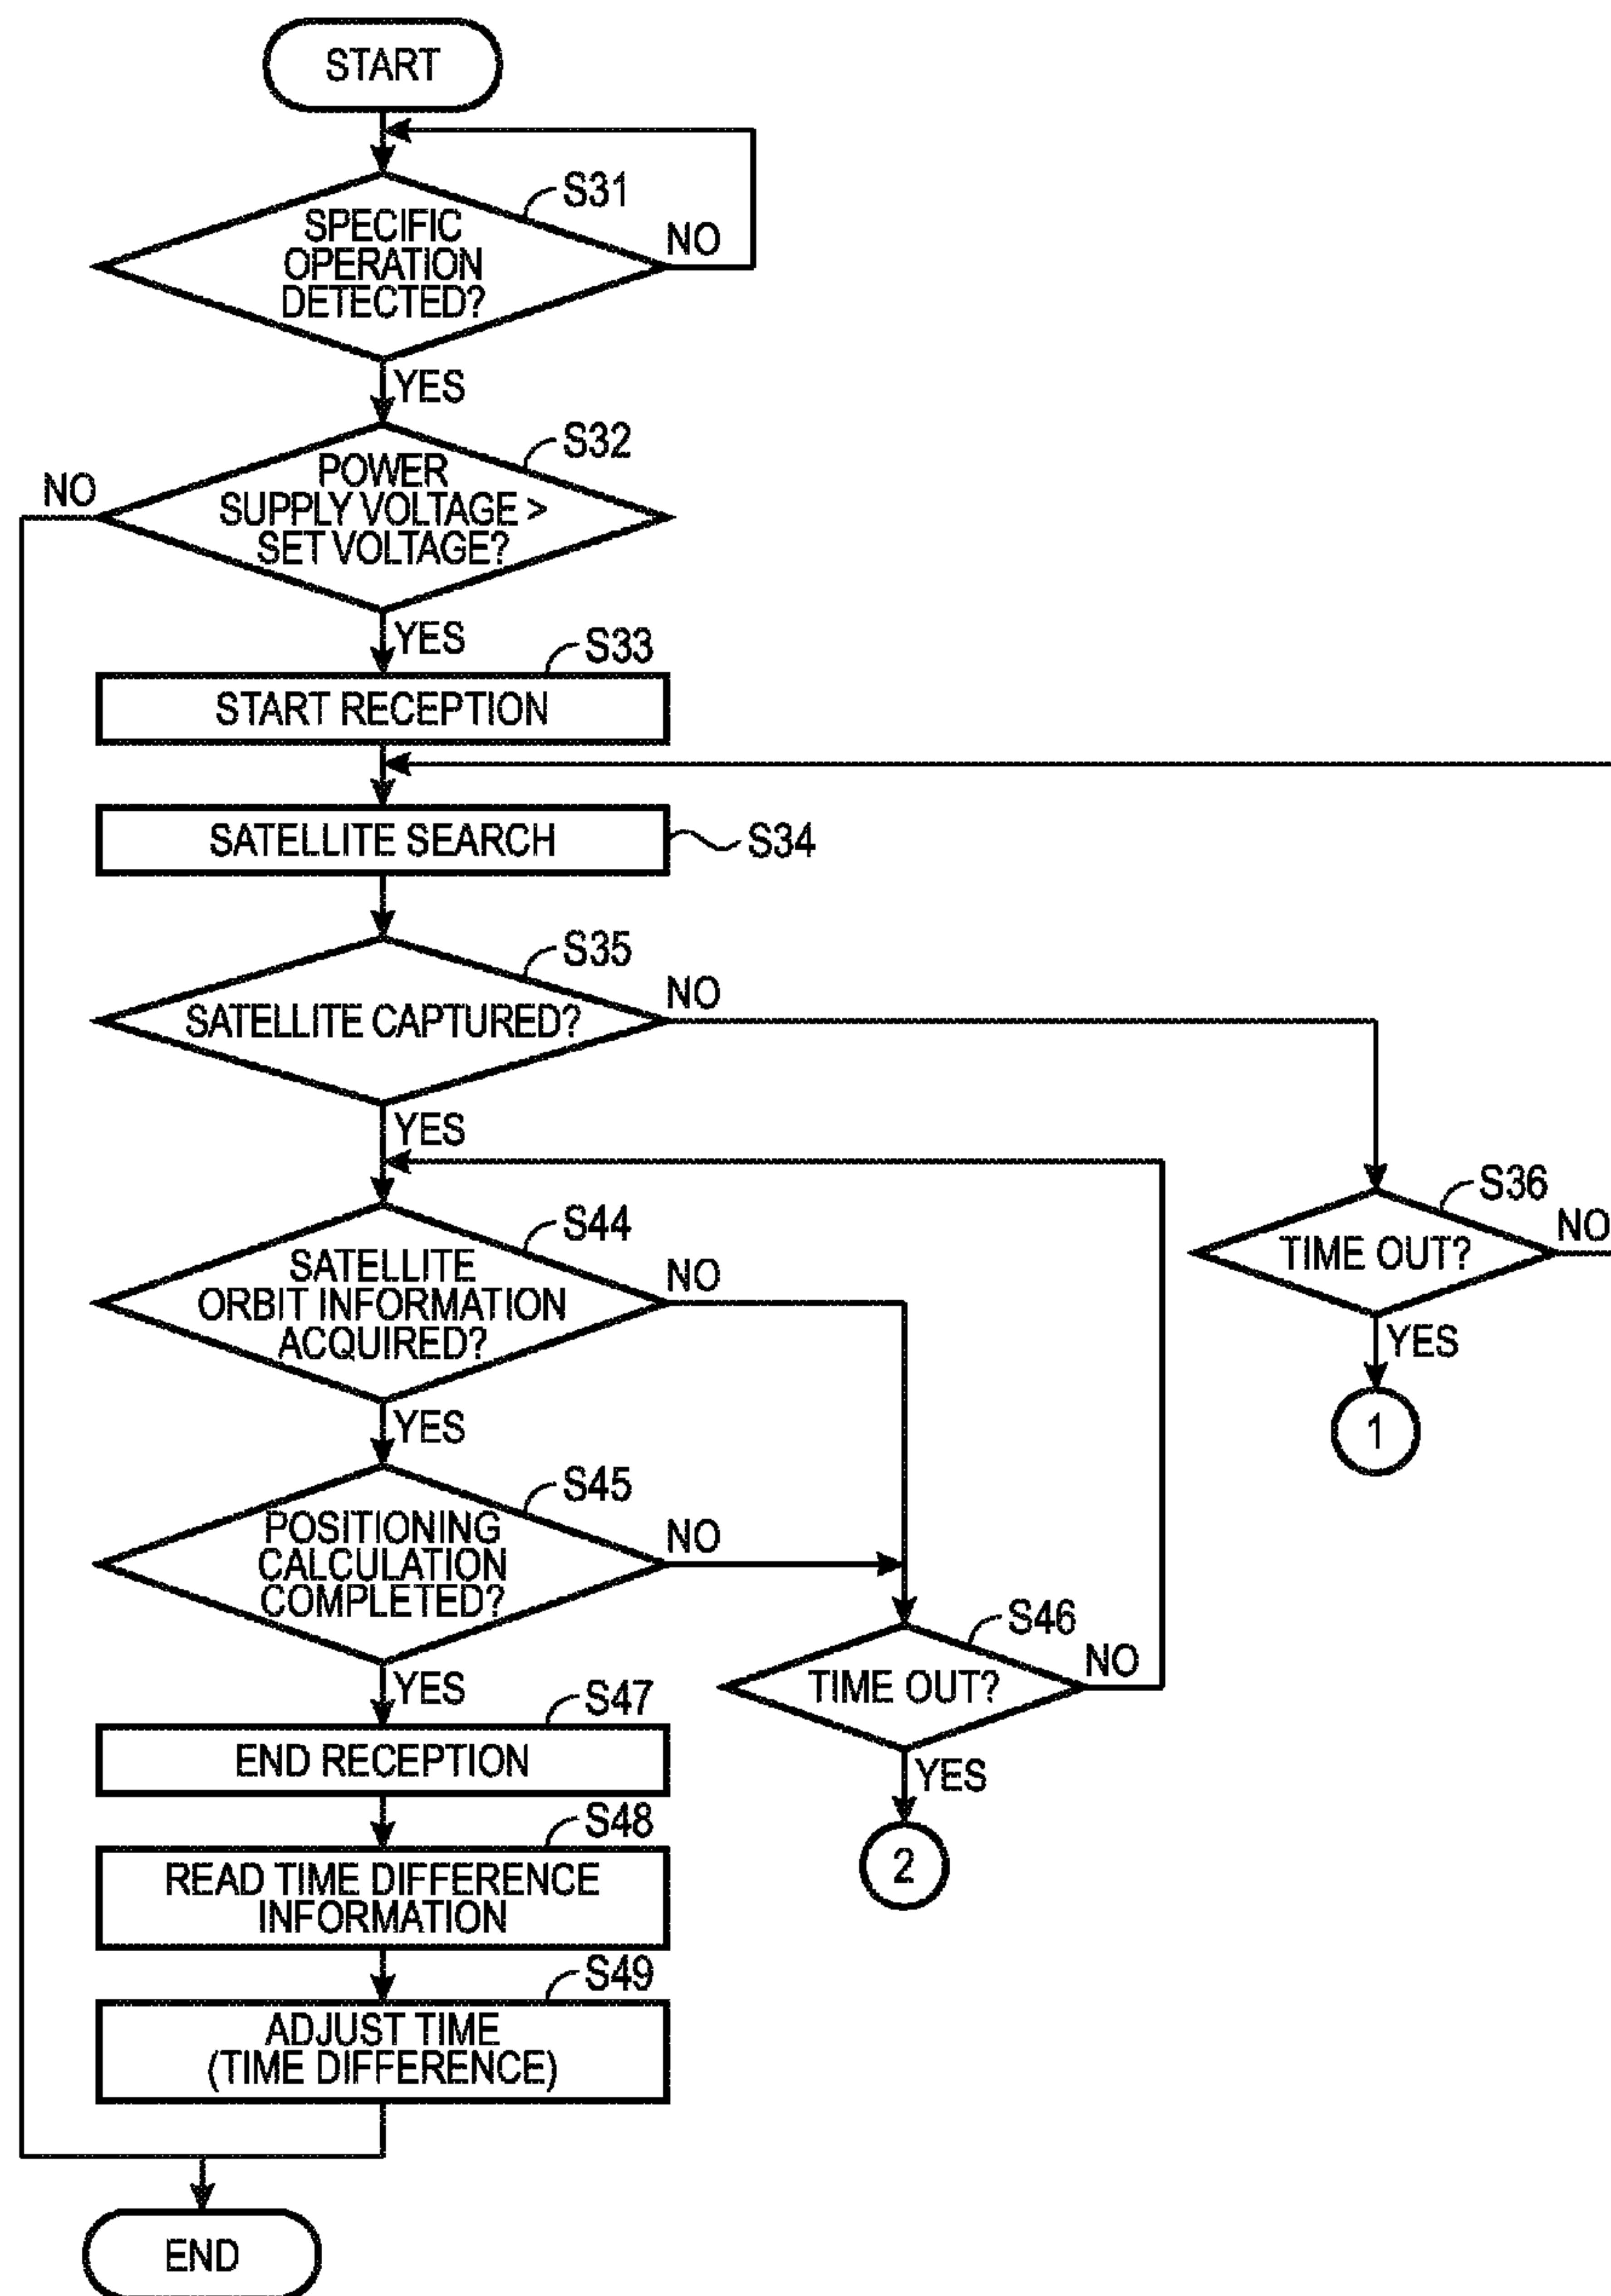 START
S31
SPECIFIC
OPERATION
DETECTED?
NO
YES
S32
POWER
SUPPLY VOLTAGE >
SET VOLTAGE?
NO
YES
S33
START RECEPTION
SATELLITE SEARCH
S34
S35
SATELLITE CAPTURED?
NO
YES
S36
TIME OUT?
NO
YES
1
S44
SATELLITE
ORBIT INFORMATION
ACQUIRED?
NO
YES
S45
POSITIONING
CALCULATION
COMPLETED?
NO
YES
S46
TIME OUT?
NO
YES
2
S47
END RECEPTION
S48
READ TIME DIFFERENCE
INFORMATION
S49
ADJUST TIME
(TIME DIFFERENCE)
END